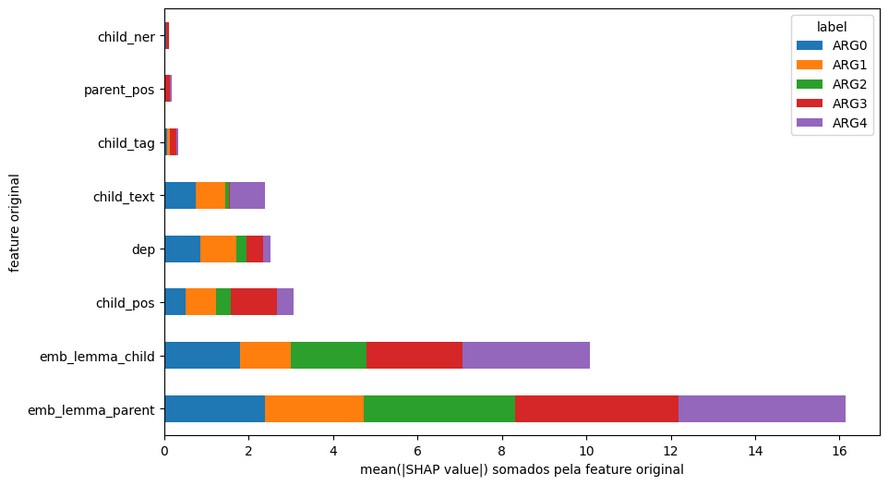 label
ARG0
ARG1
ARG2
ARG3
ARG4
feature original
child_ner
parent_pos
child_tag
child_text
dep
child_pos
emb_lemma_child
emb_lemma_parent
0 2 4 6 8 10 12 14 16
mean(|SHAP value|) somados pela feature original